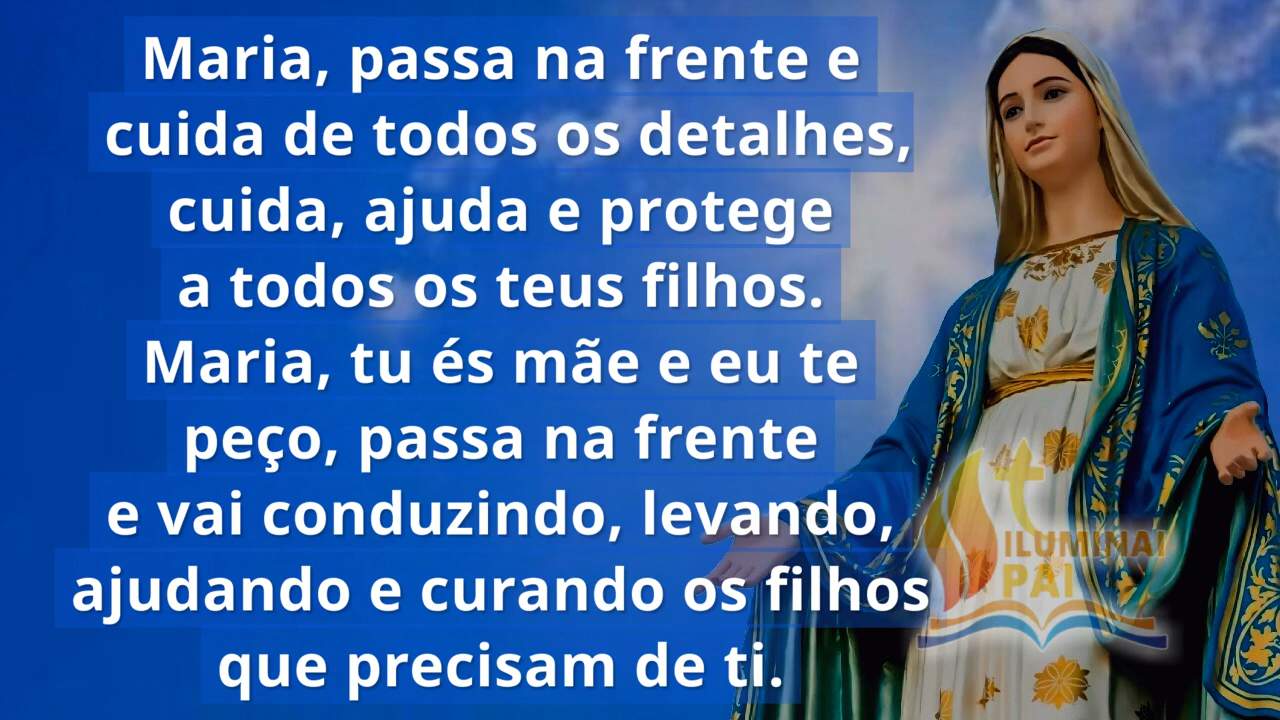 Maria, passa na frente e
cuida de todos os detalhes,
cuida, ajuda e protege
a todos os teus filhos.
Maria, tu és mãe e eu te
peço, passa na frente
e vai conduzindo, levando,
ajudando e curando os filhos
que precisam de ti.
ILUMINAI
PAI